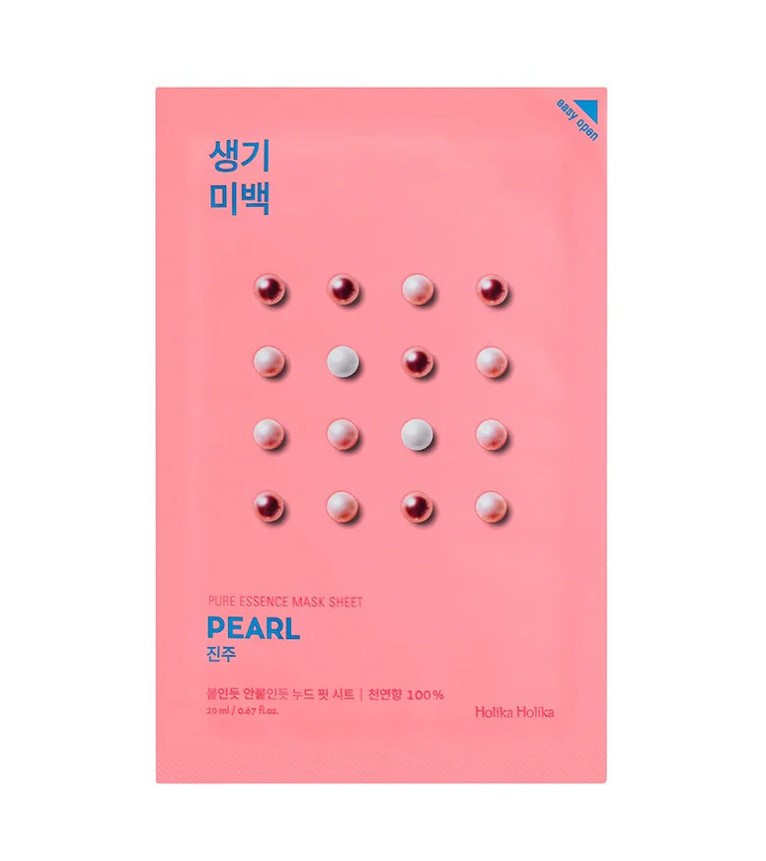 easy open
생기
미백
PURE ESSENCE MASK SHEET
PEARL
진주
붙인듯 안붙인듯 누드 핏 시트 | 천연향 100%
20 ml / 0.67 fl.oz.
Holika Holika